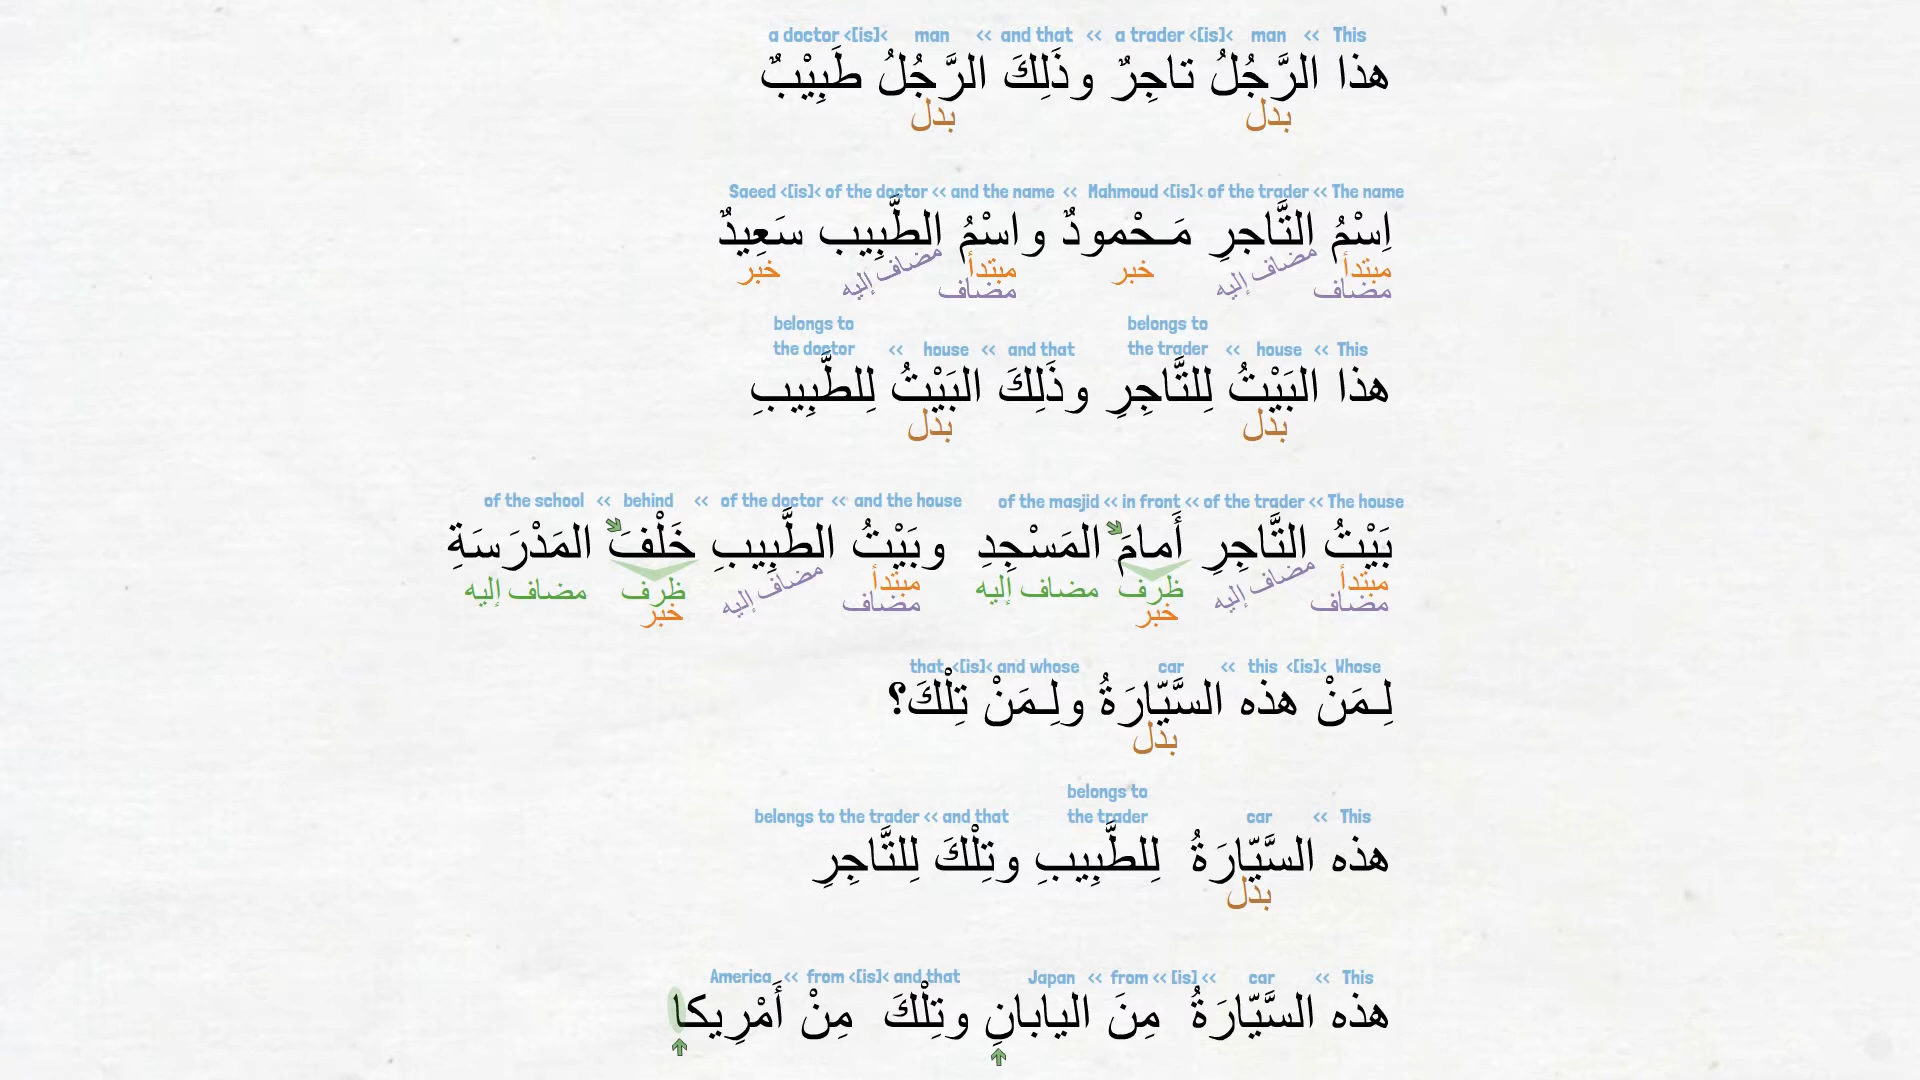 a doctor <[is]< man << and that << a trader <[is]< man << This
هذا الرَّجُلُ تاجِرٌ وذَلِكَ الرَّجُلُ طَبِيْبٌ
بدل بدل
Saeed <[is]< of the doctor << and the name << Mahmoud <[is]< of the trader << The name
اِسْمُ التَّاجرِ مَـحْمودٌ واسْمُ الطَّبِيب سَعِيدٌ
مبتدأ مضاف إليه خبر مبتدأ مضاف إليه خبر
مضاف مضاف
belongs to belongs to
the doctor << house << and that the trader << house << This
هذا البَيْتُ لِلتَّاجِرِ وذَلِكَ البَيْتُ لِلطَّبِيبِ
بدل بدل
of the school << behind << of the doctor << and the house of the masjid << in front << of the trader << The house
بَيْتُ التَّاجِرِ أَمامَ المَسْجِدِ وبَيْتُ الطَّبِيبِ خَلْفَ المَدْرَسَةِ
مبتدأ مضاف إليه ظرف مضاف إليه مبتدأ مضاف إليه ظرف مضاف إليه
مضاف خبر مضاف خبر
that <[is]< and whose car << this <[is]< Whose
لِـمَنْ هذه السَّيّارَةُ ولِـمَنْ تِلْكَ؟
بدل
belongs to
belongs to the trader << and that the trader car << This
هذه السَّيّارَةُ لِلطَّبِيبِ وتِلْكَ لِلتَّاجِرِ
بدل
America << from <[is]< and that Japan << from << [is] << car << This
هذه السَّيّارَةُ مِنَ اليابانِ وتِلْكَ مِنْ أَمْرِيكا